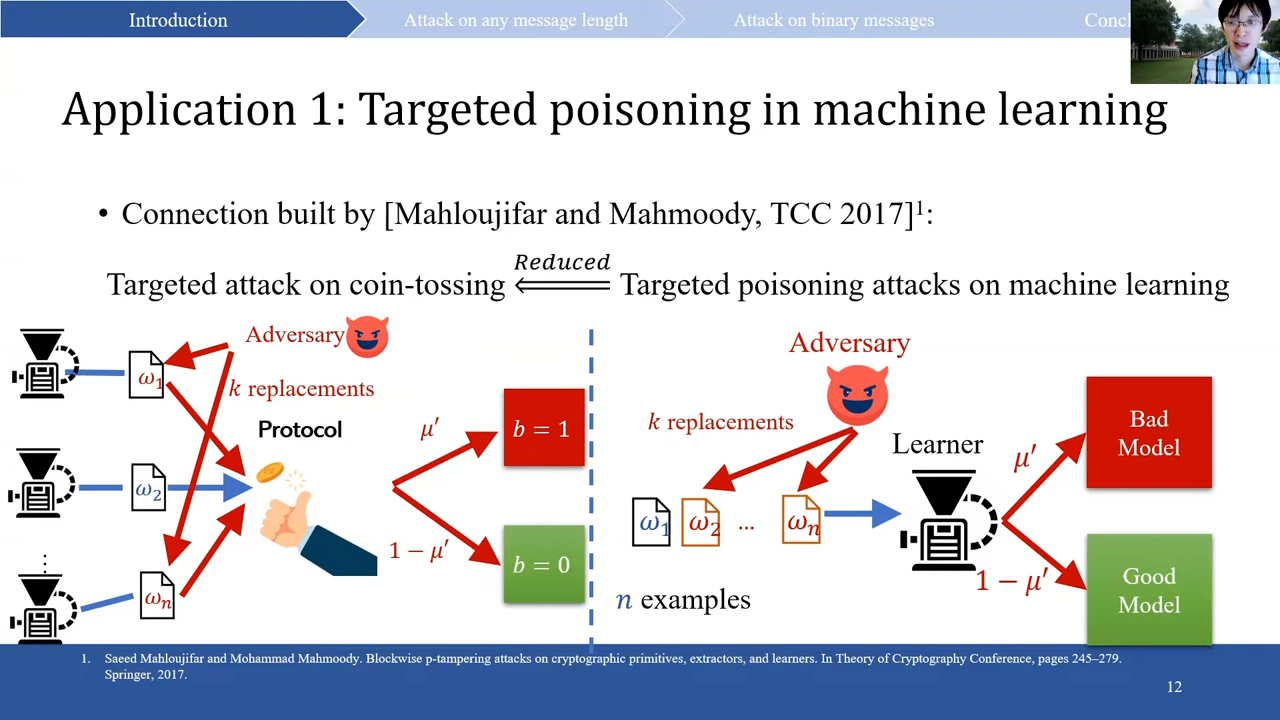 Introduction
Attack on any message length
Attack on binary messages
Application 1: Targeted poisoning in machine learning
• Connection built by [Mahloujifar and Mahmoody, TCC 2017]¹:
Reduced
Targeted attack on coin-tossing ⟸ Targeted poisoning attacks on machine learning
Adversary
k replacements
Protocol
ω₁
ω₂
⋮
ωₙ
μ′
1 − μ′
b = 1
b = 0
Adversary
k replacements
Learner
ω₁ ω₂ ... ωₙ
n examples
μ′
1 − μ′
Bad
Model
Good
Model
1. Saeed Mahloujifar and Mohammad Mahmoody. Blockwise p-tampering attacks on cryptographic primitives, extractors, and learners. In Theory of Cryptography Conference, pages 245–279.
Springer, 2017.
12